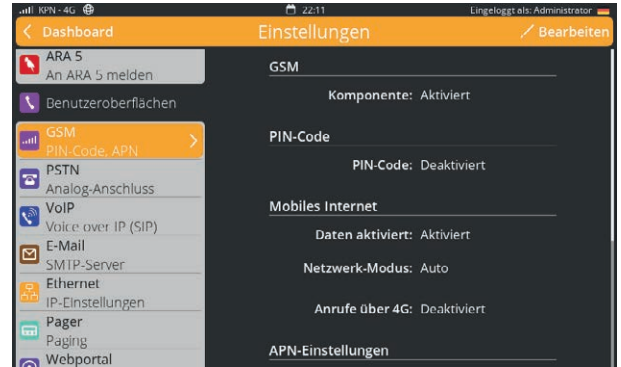 KPN - 4G
22:11
Eingeloggt als: Administrator
Dashboard
Einstellungen
Bearbeiten
ARA 5
An ARA 5 melden
Benutzeroberflächen
GSM
PIN-Code, APN
PSTN
Analog-Anschluss
VoIP
Voice over IP (SIP)
E-Mail
SMTP-Server
Ethernet
IP-Einstellungen
Pager
Paging
Webportal
GSM
Komponente: Aktiviert
PIN-Code
PIN-Code: Deaktiviert
Mobiles Internet
Daten aktiviert: Aktiviert
Netzwerk-Modus: Auto
Anrufe über 4G: Deaktiviert
APN-Einstellungen